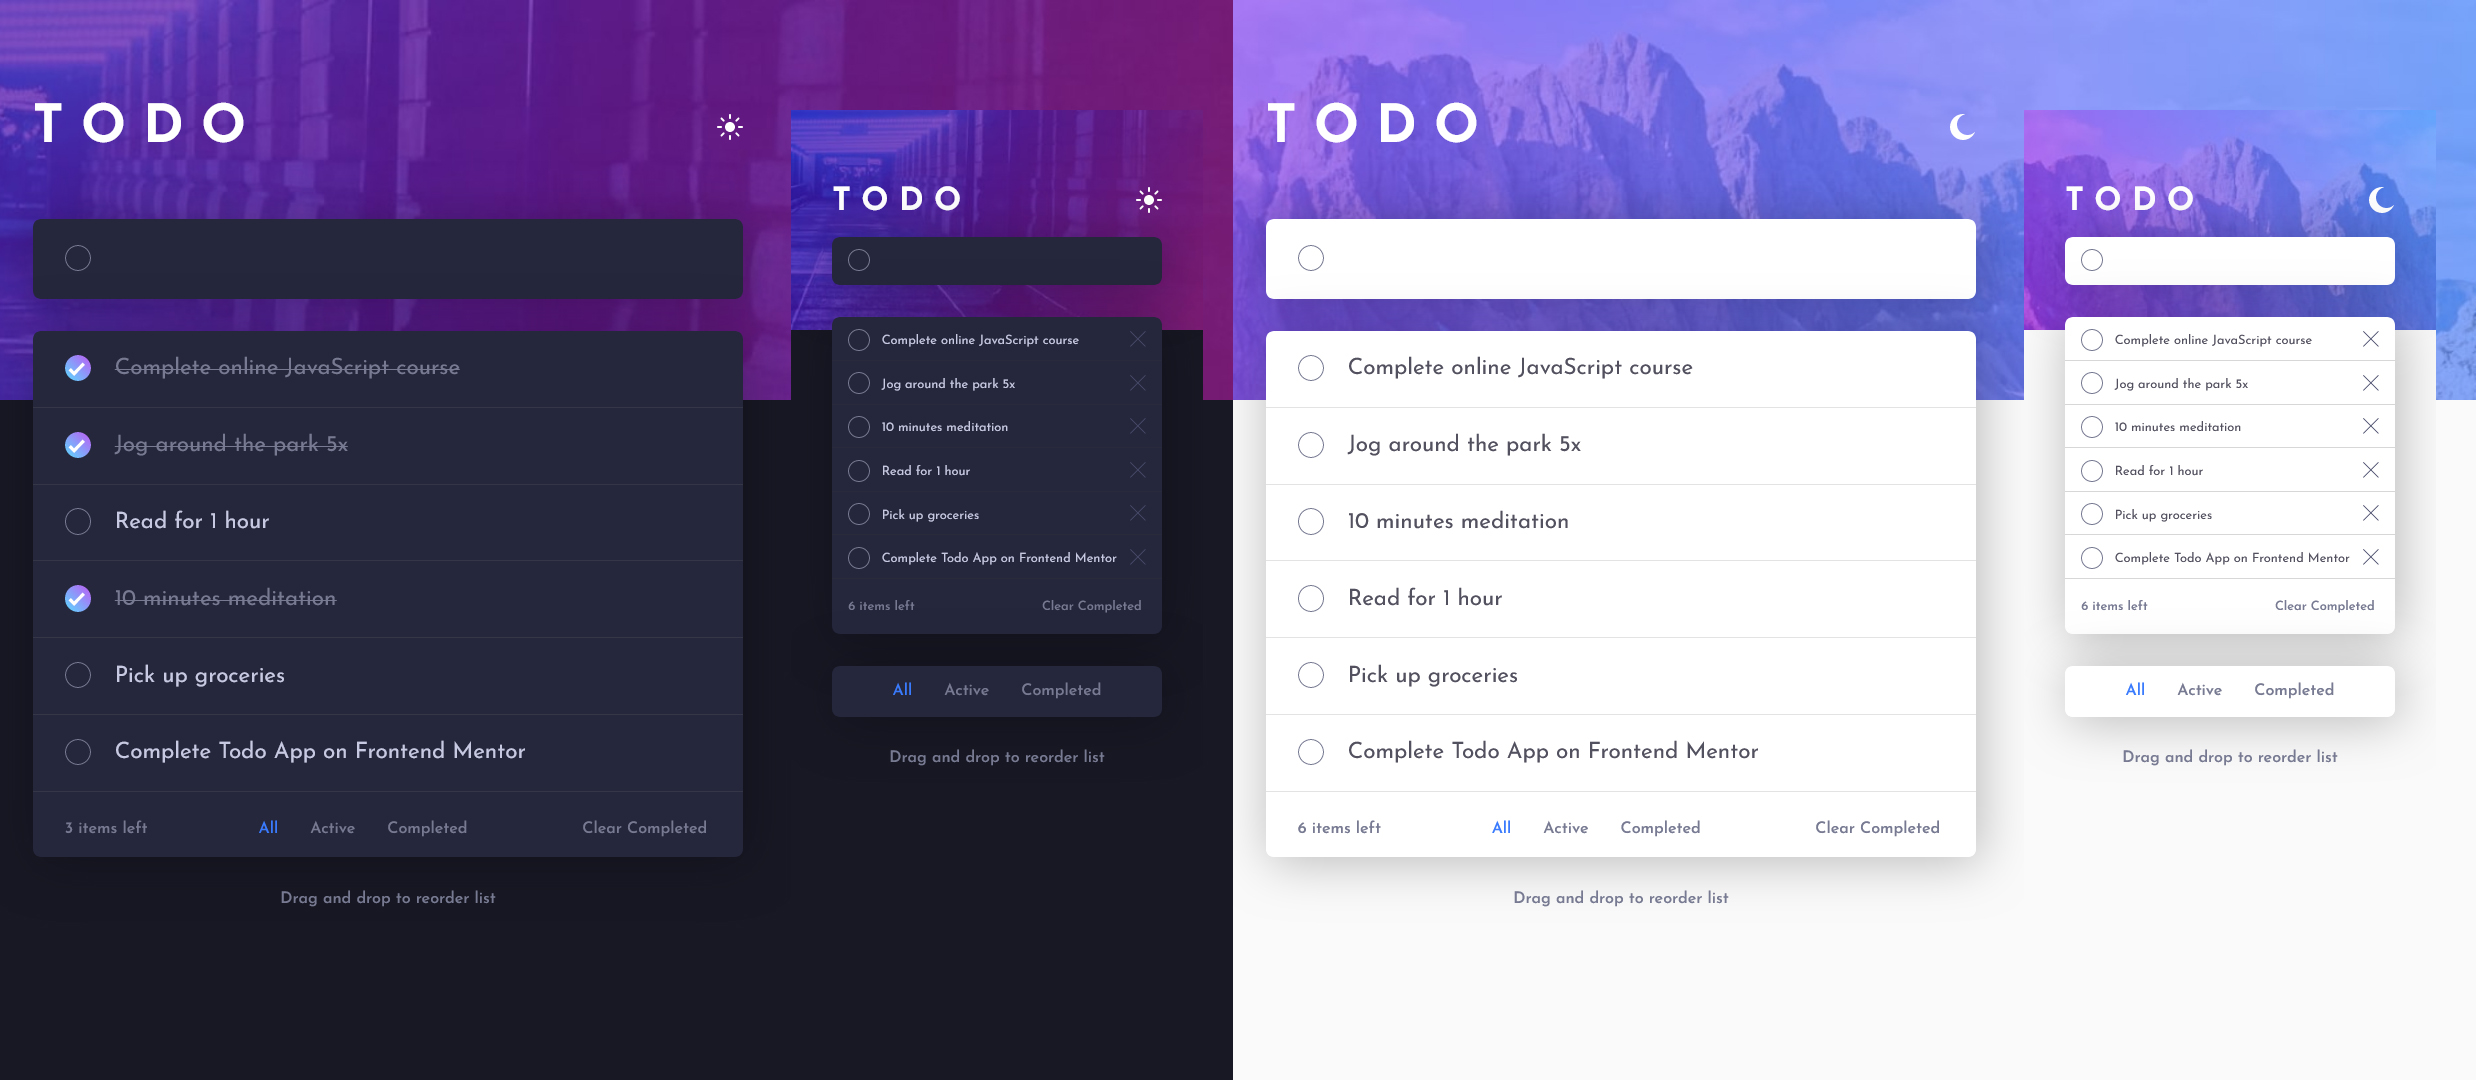 TODO
Complete online JavaScript course
Jog around the park 5x
Read for 1 hour
10 minutes meditation
Pick up groceries
Complete Todo App on Frontend Mentor
3 items left All Active Completed Clear Completed
Drag and drop to reorder list
TODO
Complete online JavaScript course
Jog around the park 5x
10 minutes meditation
Read for 1 hour
Pick up groceries
Complete Todo App on Frontend Mentor
6 items left Clear Completed
All Active Completed
Drag and drop to reorder list
TODO
Complete online JavaScript course
Jog around the park 5x
10 minutes meditation
Read for 1 hour
Pick up groceries
Complete Todo App on Frontend Mentor
6 items left All Active Completed Clear Completed
Drag and drop to reorder list
TODO
Complete online JavaScript course
Jog around the park 5x
10 minutes meditation
Read for 1 hour
Pick up groceries
Complete Todo App on Frontend Mentor
6 items left Clear Completed
All Active Completed
Drag and drop to reorder list